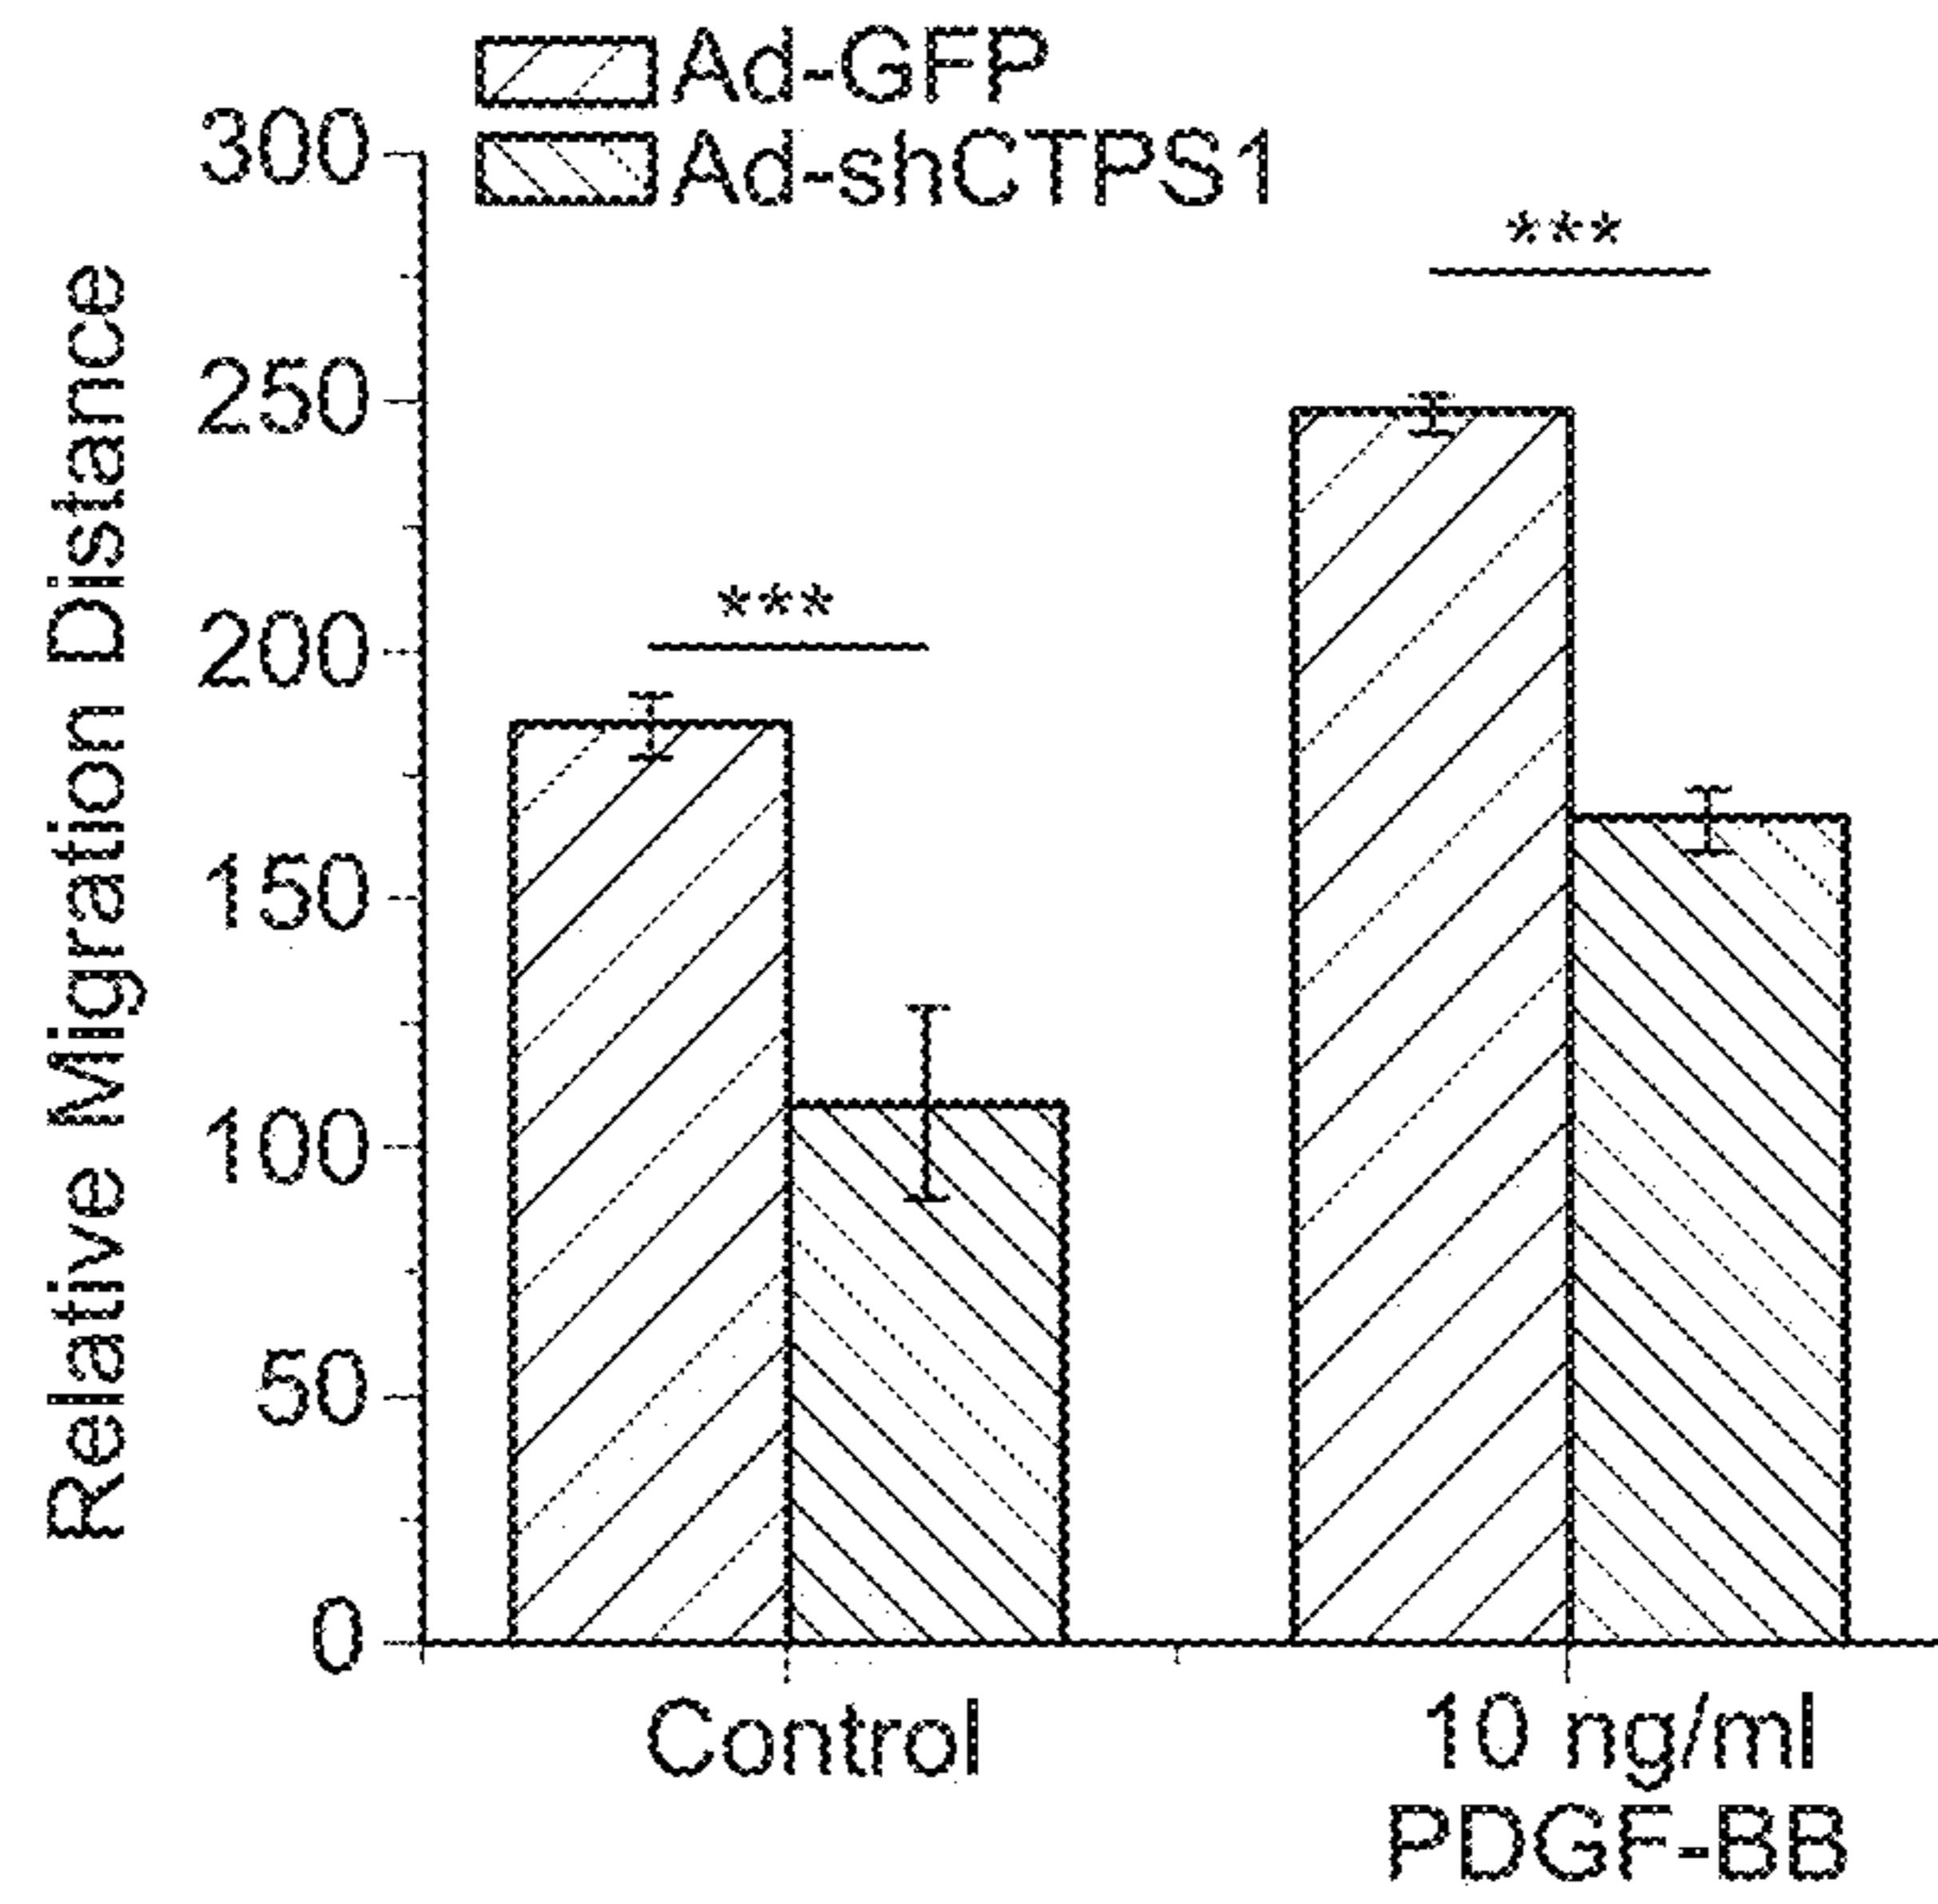 Ad-GFP
Ad-shCTPS1
300
250
200
150
100
50
0
Relative Migration Distance
***
***
Control
10 ng/ml
PDGF-BB